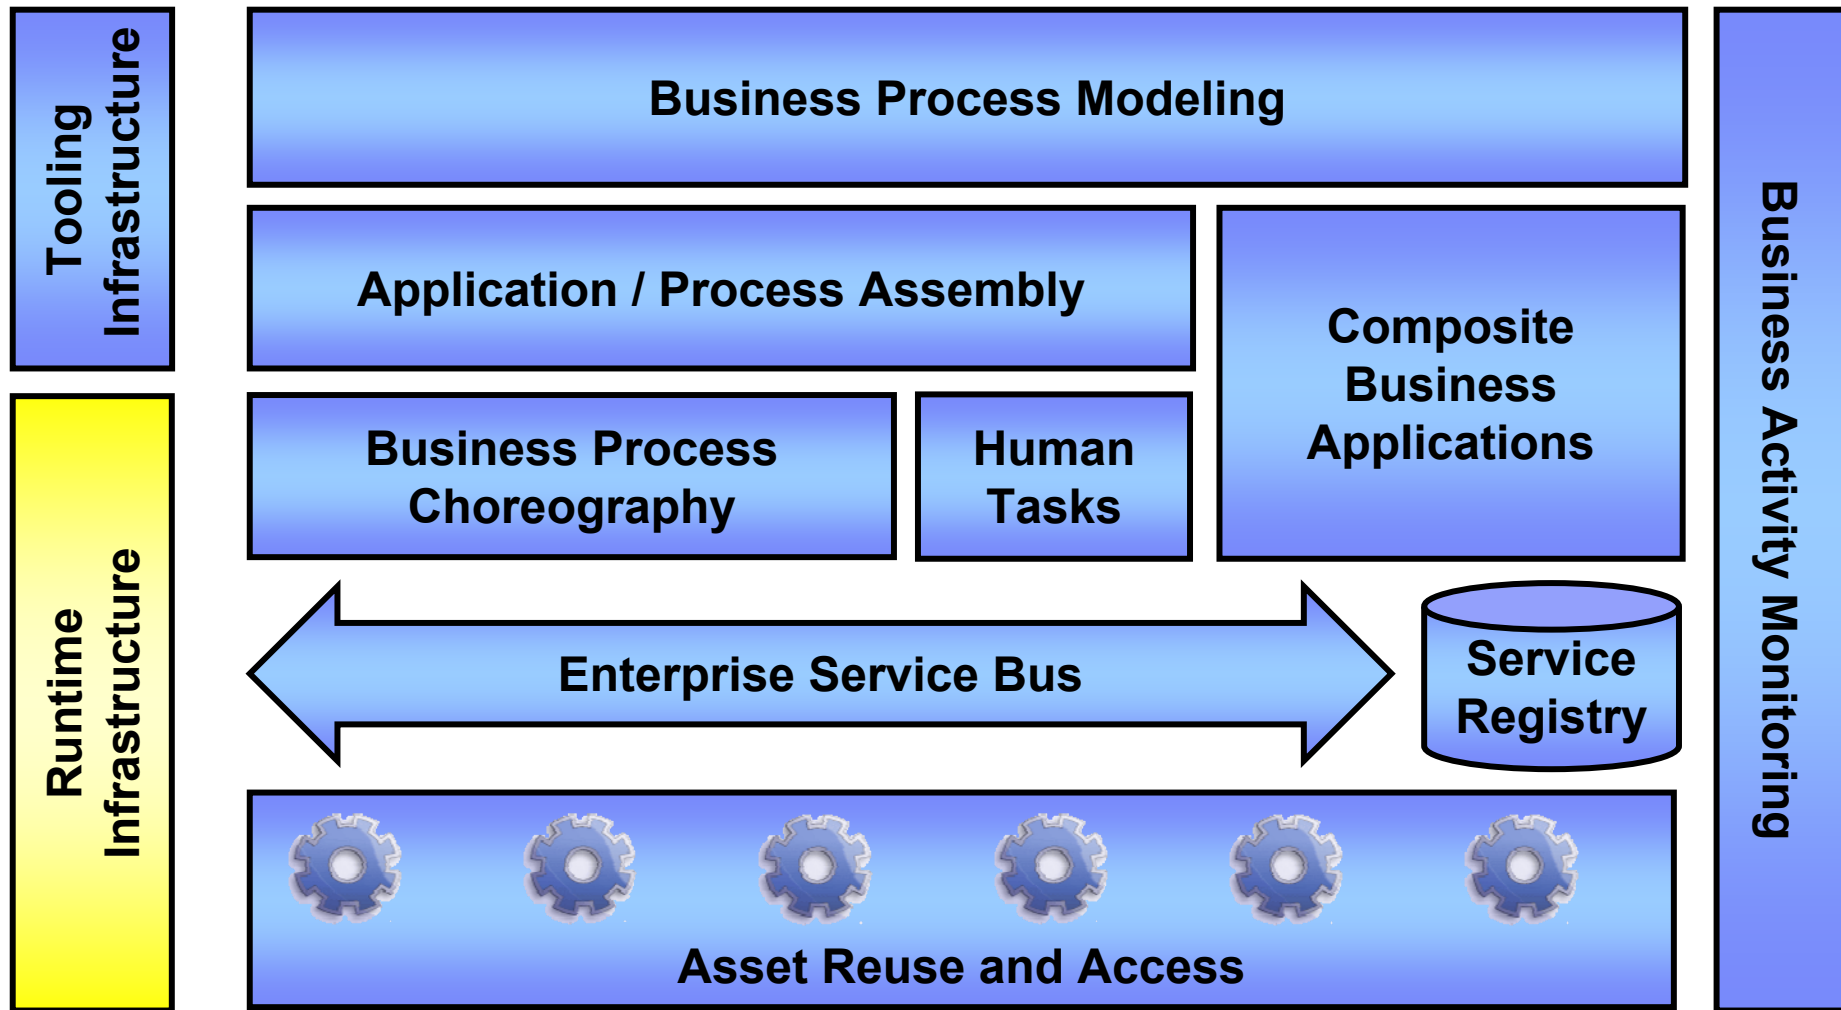 Tooling
Infrastructure
Business Process Modeling
Application / Process Assembly
Composite
Business
Applications
Business Process
Choreography
Human
Tasks
Runtime
Infrastructure
Enterprise Service Bus
Service
Registry
Asset Reuse and Access
Business Activity Monitoring